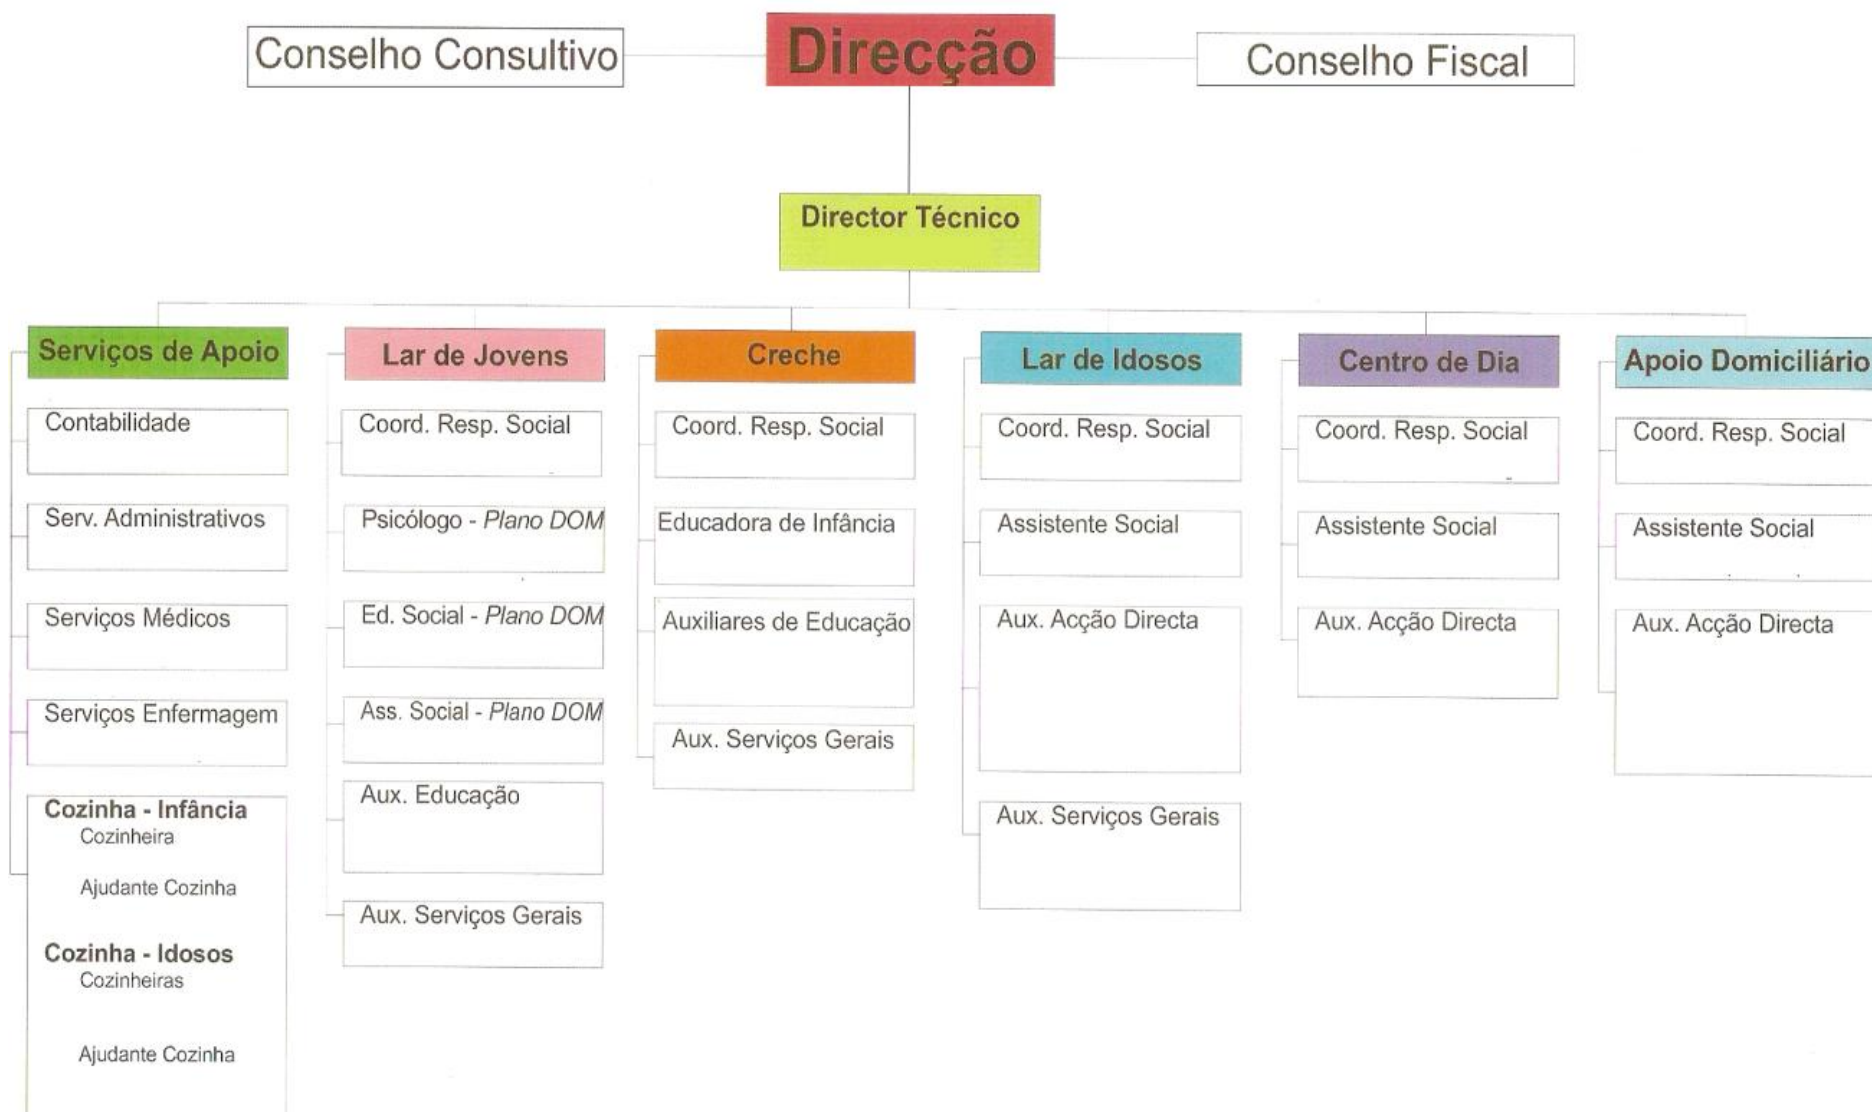 Conselho Consultivo
Direcção
Conselho Fiscal
Director Técnico
Serviços de Apoio
Contabilidade
Serv. Administrativos
Serviços Médicos
Serviços Enfermagem
Cozinha - Infância
Cozinheira
Ajudante Cozinha
Cozinha - Idosos
Cozinheiras
Ajudante Cozinha
Lar de Jovens
Coord. Resp. Social
Psicólogo - Plano DOM
Ed. Social - Plano DOM
Ass. Social - Plano DOM
Aux. Educação
Aux. Serviços Gerais
Creche
Coord. Resp. Social
Educadora de Infância
Auxiliares de Educação
Aux. Serviços Gerais
Lar de Idosos
Coord. Resp. Social
Assistente Social
Aux. Acção Directa
Aux. Serviços Gerais
Centro de Dia
Coord. Resp. Social
Assistente Social
Aux. Acção Directa
Apoio Domiciliário
Coord. Resp. Social
Assistente Social
Aux. Acção Directa